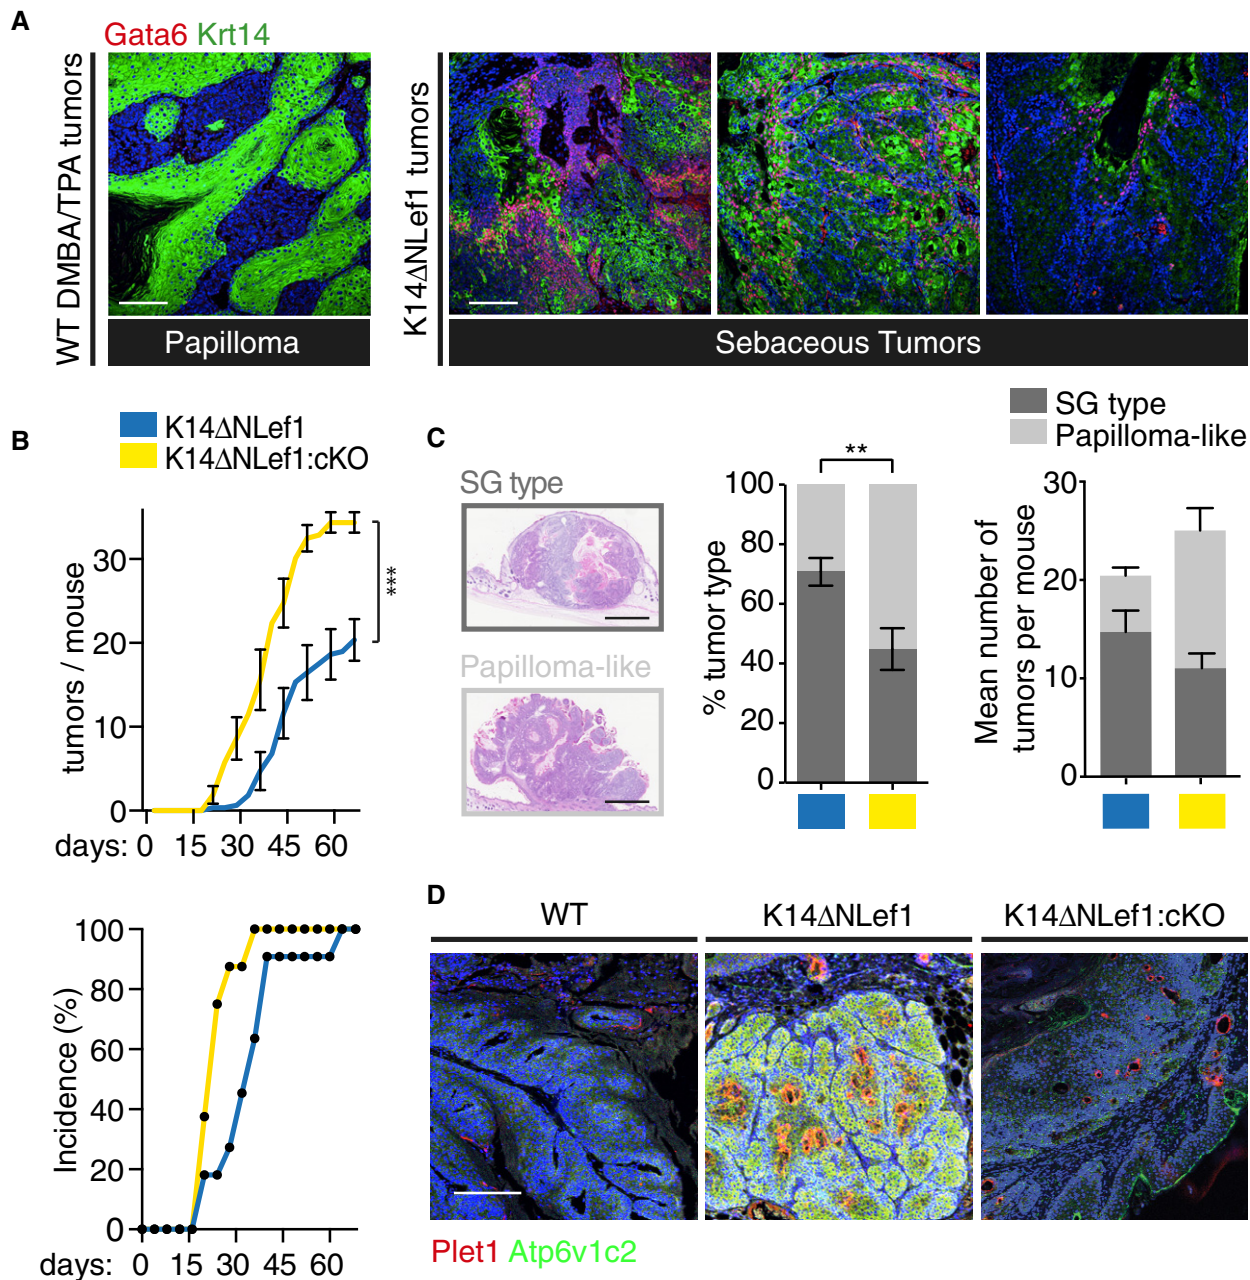 A
Gata6 Krt14
WT DMBA/TPA tumors
Papilloma
K14ΔNLef1 tumors
Sebaceous Tumors
B
K14ΔNLef1
K14ΔNLef1:cKO
tumors / mouse
30
20
10
0
***
days: 0 15 30 45 60
Incidence (%)
100
80
60
40
20
0
days: 0 15 30 45 60
C
SG type
Papilloma-like
% tumor type
100
80
60
40
20
0
**
SG type
Papilloma-like
Mean number of
tumors per mouse
30
20
10
0
D
WT
K14ΔNLef1
K14ΔNLef1:cKO
Plet1 Atp6v1c2